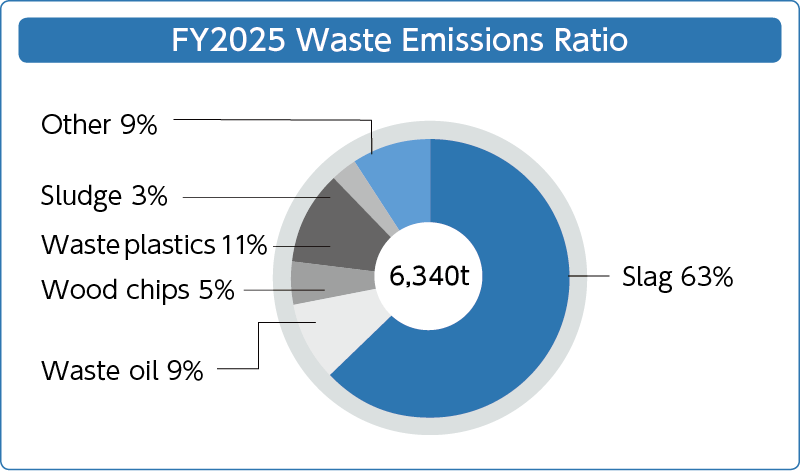 FY2025 Waste Emissions Ratio
Other 9%
Sludge 3%
Waste plastics 11%
Wood chips 5%
Waste oil 9%
6,340t
Slag 63%